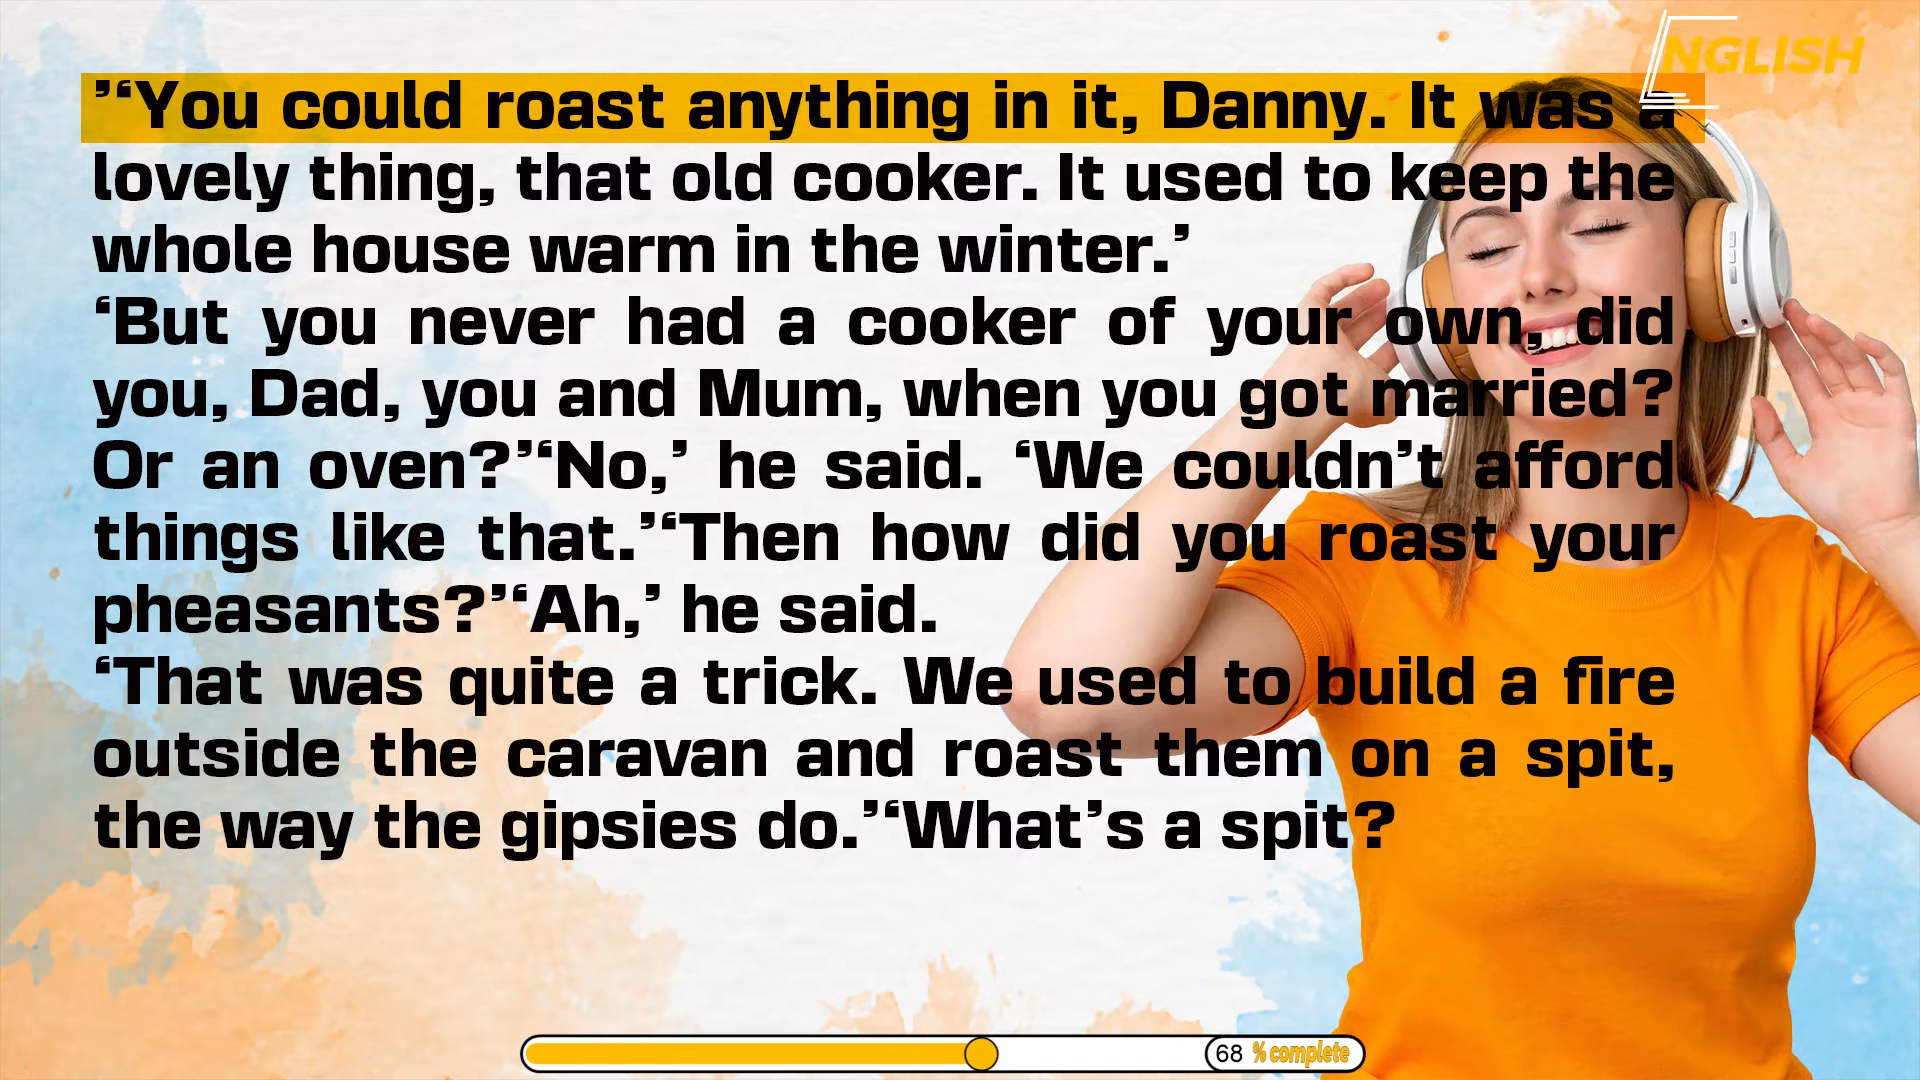 ’‘You could roast anything in it, Danny. It was a
lovely thing, that old cooker. It used to keep the
whole house warm in the winter.’
‘But you never had a cooker of your own, did
you, Dad, you and Mum, when you got married?
Or an oven?’‘No,’ he said. ‘We couldn’t afford
things like that.’‘Then how did you roast your
pheasants?’‘Ah,’ he said.
‘That was quite a trick. We used to build a fire
outside the caravan and roast them on a spit,
the way the gipsies do.’‘What’s a spit?
ENGLISH
68 % complete